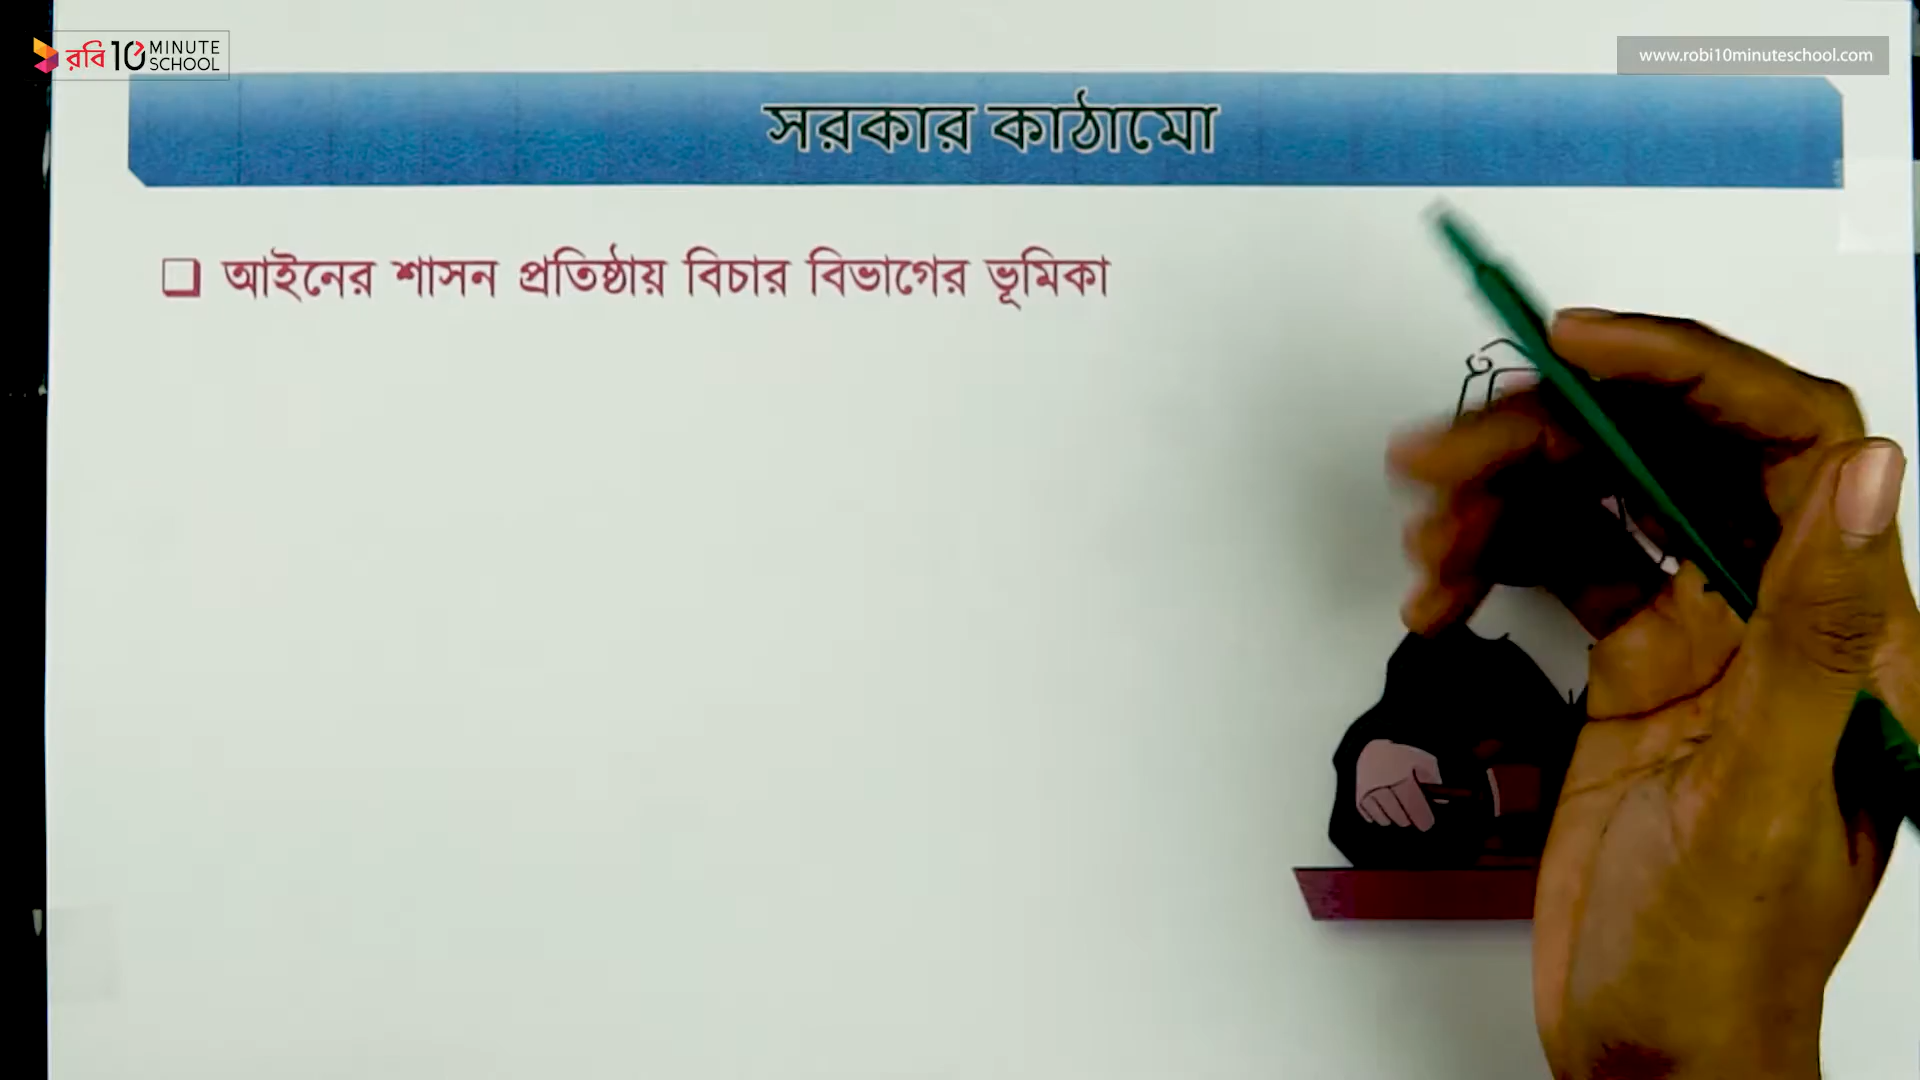 রবি 10 MINUTE SCHOOL
www.robi10minuteschool.com
সরকার কাঠামো
আইনের শাসন প্রতিষ্ঠায় বিচার বিভাগের ভূমিকা